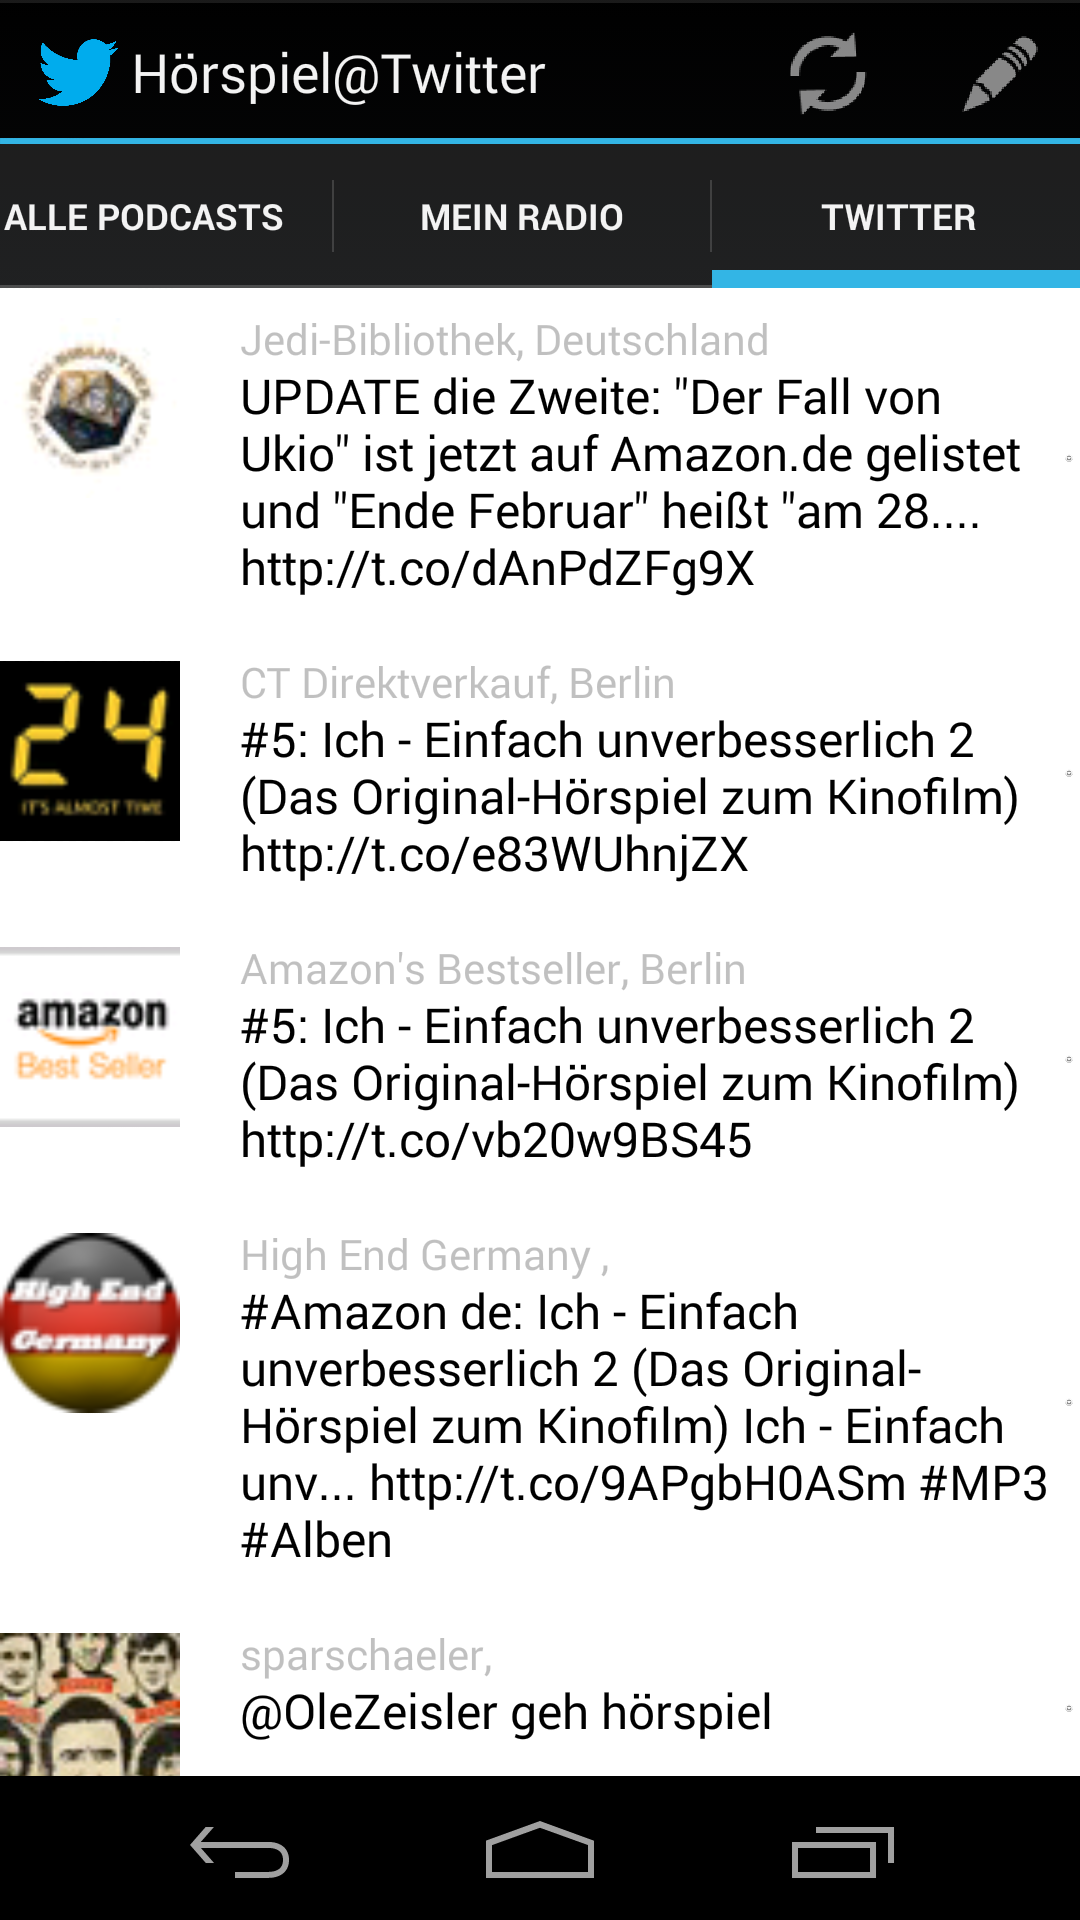 Hörspiel@Twitter
ALLE PODCASTS
MEIN RADIO
TWITTER
JEDI-BIBLIOTHEK
Jedi-Bibliothek, Deutschland
UPDATE die Zweite: "Der Fall von
Ukio" ist jetzt auf Amazon.de gelistet
und "Ende Februar" heißt "am 28....
http://t.co/dAnPdZFg9X
24
IT'S ALMOST TIME
CT Direktverkauf, Berlin
#5: Ich - Einfach unverbesserlich 2
(Das Original-Hörspiel zum Kinofilm)
http://t.co/e83WUhnjZX
amazon
Best Seller
Amazon's Bestseller, Berlin
#5: Ich - Einfach unverbesserlich 2
(Das Original-Hörspiel zum Kinofilm)
http://t.co/vb20w9BS45
High End
Germany
High End Germany ,
#Amazon de: Ich - Einfach
unverbesserlich 2 (Das Original-
Hörspiel zum Kinofilm) Ich - Einfach
unv... http://t.co/9APgbH0ASm #MP3
#Alben
sparschaeler,
@OleZeisler geh hörspiel